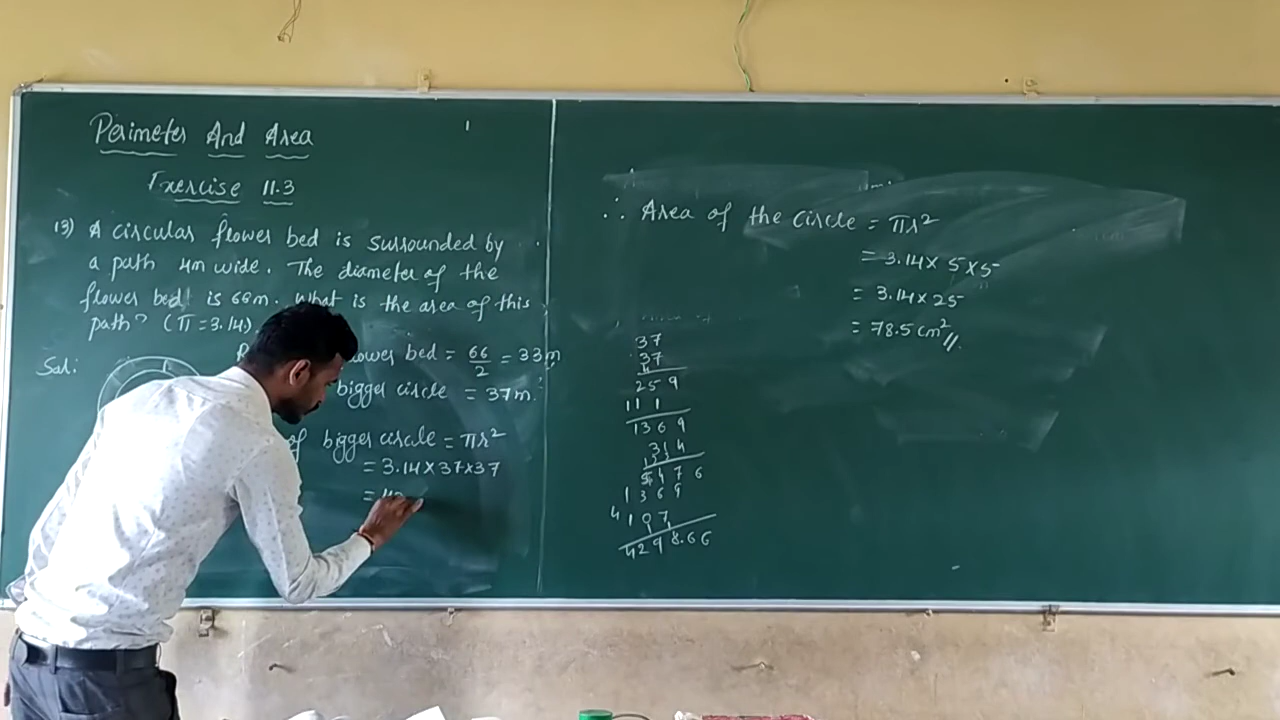 Perimeter And Area
Exercise 11.3
13) A circular flower bed is surrounded by
a path 4m wide. The diameter of the
flower bed is 66m. What is the area of this
path? (π = 3.14)
Sol:
lower bed = 66/2 = 33m
bigger circle = 37m.
of bigger circle = πr²
= 3.14×37×37
= 42
∴ Area of the circle = πr²
= 3.14 × 5 × 5
= 3.14 × 25
= 78.5 cm²//.
37
37
259
111
1369
314
5476
1369
4107
4298.66